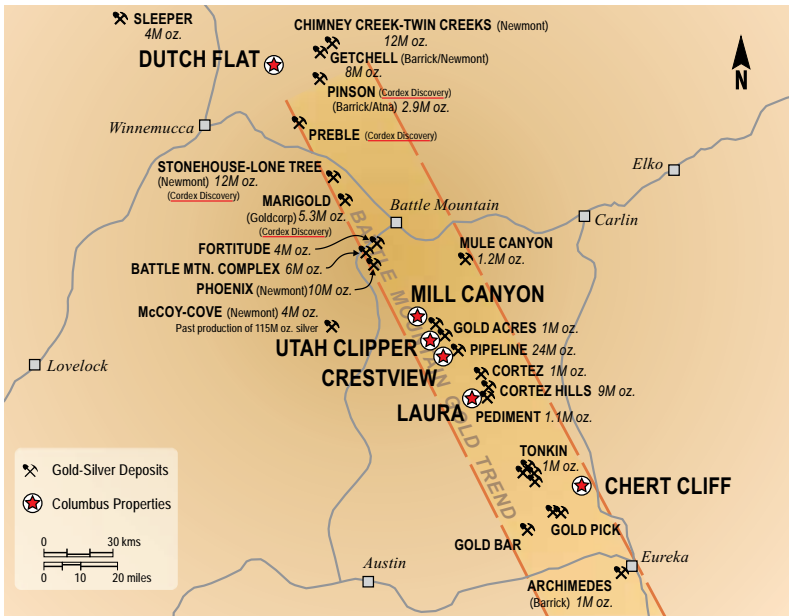 SLEEPER
4M oz.
CHIMNEY CREEK-TWIN CREEKS (Newmont)
12M oz.
DUTCH FLAT
GETCHELL (Barrick/Newmont)
8M oz.
PINSON (Cordex Discovery)
(Barrick/Atna) 2.9M oz.
N
Winnemucca
PREBLE (Cordex Discovery)
STONEHOUSE-LONE TREE
(Newmont) 12M oz.
(Cordex Discovery)
Elko
MARIGOLD
(Goldcorp) 5.3M oz.
(Cordex Discovery)
Battle Mountain
Carlin
FORTITUDE 4M oz.
BATTLE MTN. COMPLEX 6M oz.
PHOENIX (Newmont) 10M oz.
MULE CANYON
1.2M oz.
BATTLE MOUNTAIN GOLD TREND
MILL CANYON
McCOY-COVE (Newmont) 4M oz.
Past production of 115M oz. silver
GOLD ACRES 1M oz.
UTAH CLIPPER
PIPELINE 24M oz.
CRESTVIEW
CORTEZ 1M oz.
Lovelock
CORTEZ HILLS 9M oz.
LAURA
PEDIMENT 1.1M oz.
TONKIN
1M oz.
CHERT CLIFF
GOLD PICK
GOLD BAR
Gold-Silver Deposits
Columbus Properties
0 30 kms
0 10 20 miles
Austin
Eureka
ARCHIMEDES
(Barrick) 1M oz.